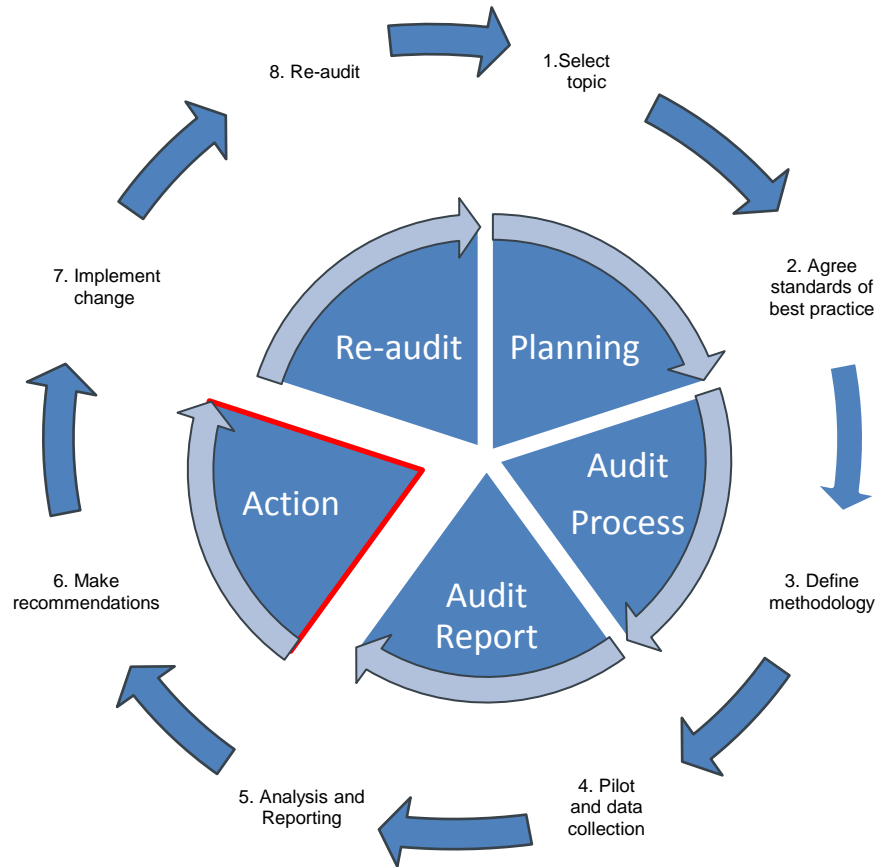 1.Select
topic
2. Agree
standards of
best practice
3. Define
methodology
4. Pilot
and data
collection
5. Analysis and
Reporting
6. Make
recommendations
7. Implement
change
8. Re-audit
Planning
Audit
Process
Audit
Report
Action
Re-audit